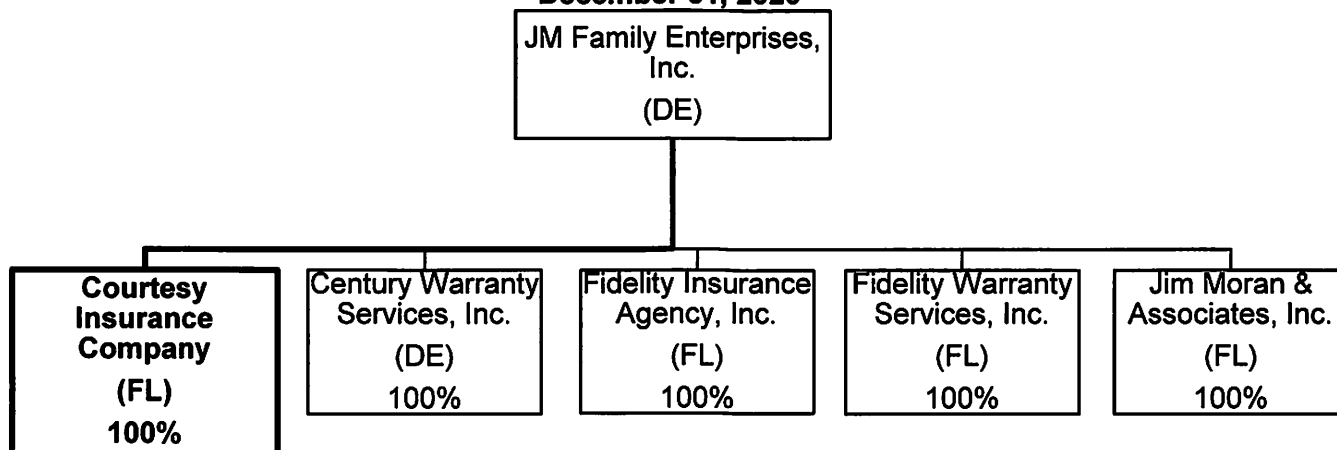 JM Family Enterprises,
Inc.
(DE)
Courtesy
Insurance
Company
(FL)
100%
Century Warranty
Services, Inc.
(DE)
100%
Fidelity Insurance
Agency, Inc.
(FL)
100%
Fidelity Warranty
Services, Inc.
(FL)
100%
Jim Moran &
Associates, Inc.
(FL)
100%